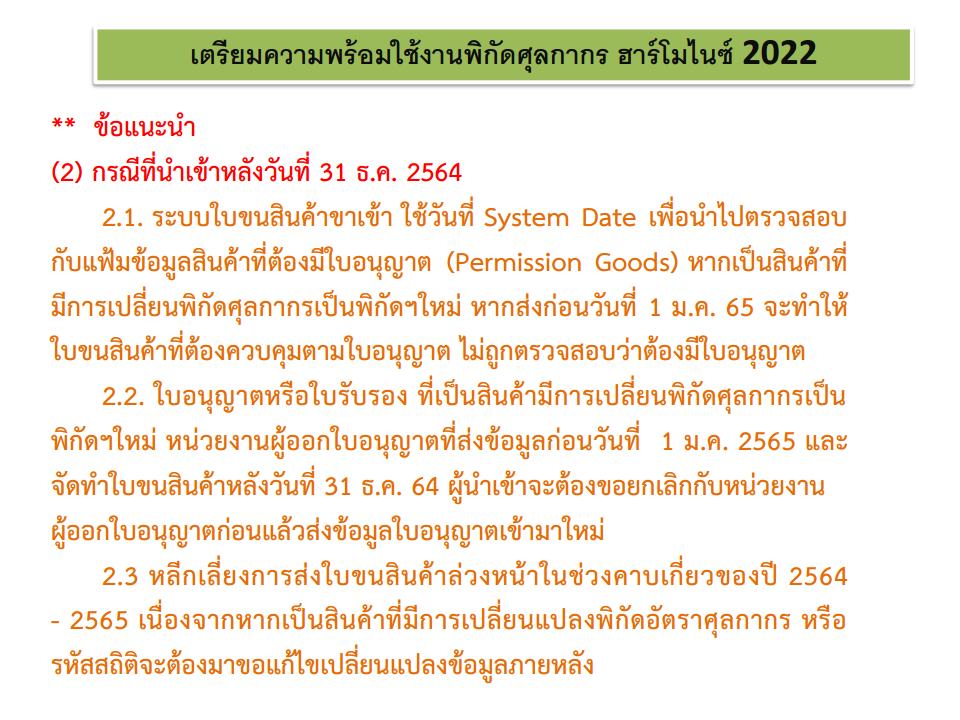 เตรียมความพร้อมใช้งานพิกัดศุลกากร ฮาร์โมไนซ์ 2022
** ข้อแนะนำ
(2) กรณีที่นำเข้าหลังวันที่ 31 ธ.ค. 2564
2.1. ระบบใบขนสินค้าขาเข้า ใช้วันที่ System Date เพื่อนำไปตรวจสอบ
กับแฟ้มข้อมูลสินค้าที่ต้องมีใบอนุญาต (Permission Goods) หากเป็นสินค้าที่
มีการเปลี่ยนพิกัดศุลกากรเป็นพิกัดฯใหม่ หากส่งก่อนวันที่ 1 ม.ค. 65 จะทำให้
ใบขนสินค้าที่ต้องควบคุมตามใบอนุญาต ไม่ถูกตรวจสอบว่าต้องมีใบอนุญาต
2.2. ใบอนุญาตหรือใบรับรอง ที่เป็นสินค้ามีการเปลี่ยนพิกัดศุลกากรเป็น
พิกัดฯใหม่ หน่วยงานผู้ออกใบอนุญาตที่ส่งข้อมูลก่อนวันที่ 1 ม.ค. 2565 และ
จัดทำใบขนสินค้าหลังวันที่ 31 ธ.ค. 64 ผู้นำเข้าจะต้องขอยกเลิกกับหน่วยงาน
ผู้ออกใบอนุญาตก่อนแล้วส่งข้อมูลใบอนุญาตเข้ามาใหม่
2.3 หลีกเลี่ยงการส่งใบขนสินค้าล่วงหน้าในช่วงคาบเกี่ยวของปี 2564
- 2565 เนื่องจากหากเป็นสินค้าที่มีการเปลี่ยนแปลงพิกัดอัตราศุลกากร หรือ
รหัสสถิติจะต้องมาขอแก้ไขเปลี่ยนแปลงข้อมูลภายหลัง